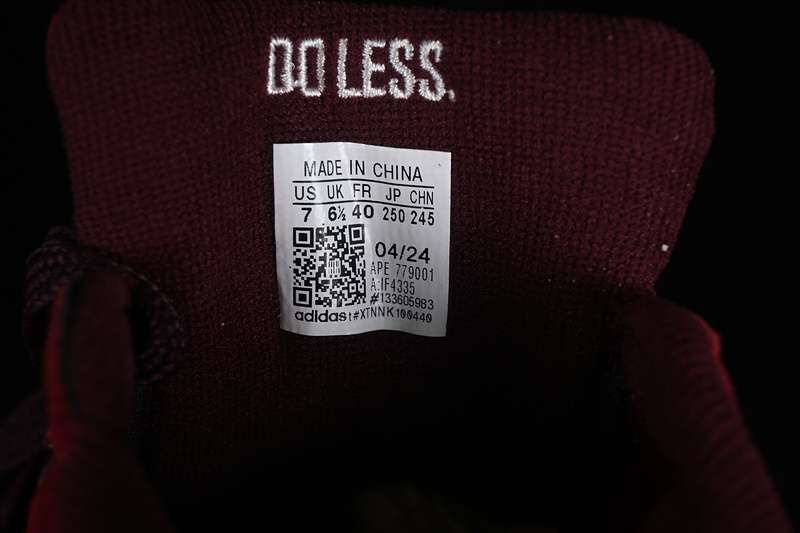 DO LESS.
MADE IN CHINA
US UK FR JP CHN
7 6½ 40 250 245
04/24
APE 779001
A:IF4335
#133605983
adidas t#XTNNK100440